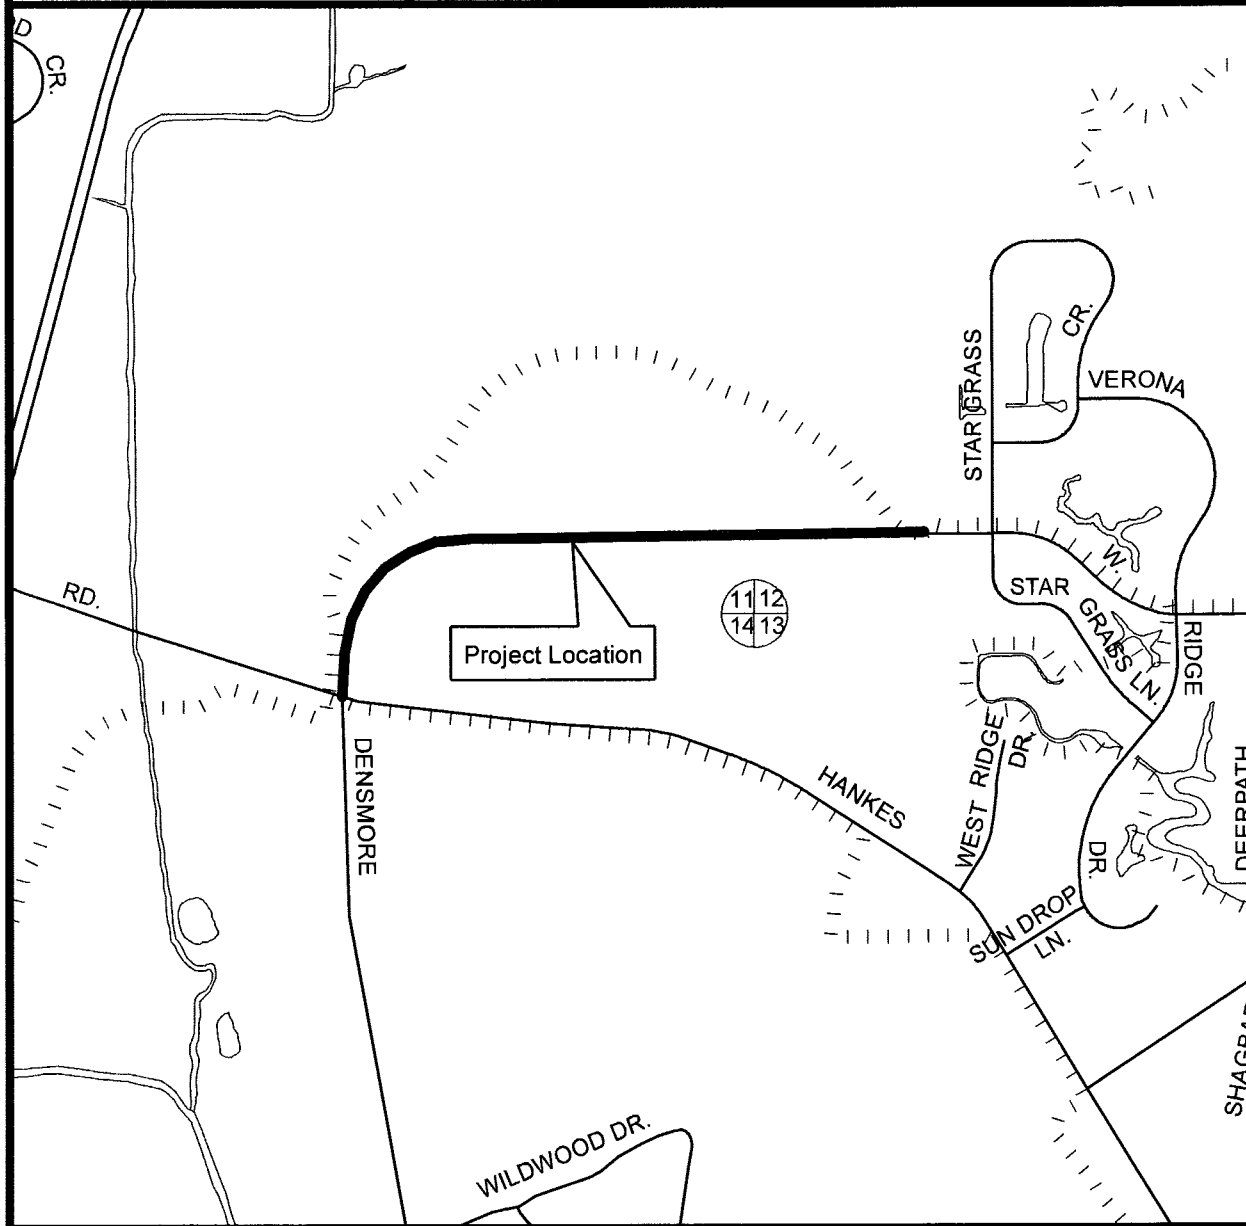 D
CR.
CR.
VERONA
STAR GRASS
W.
RD.
STAR
GRASS LN.
11 12
14 13
Project Location
RIDGE
DENSMORE
HANKES
WEST RIDGE
DR.
DR.
DEERPATH
SUN DROP
LN.
WILDWOOD DR.